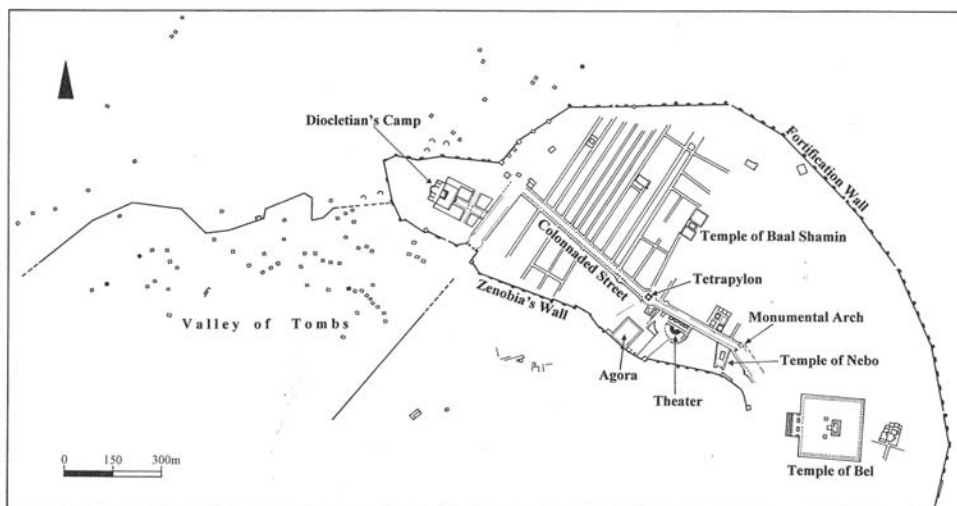 Diocletian's Camp
Fortification Wall
Temple of Baal Shamin
Colonnaded Street
Tetrapylon
Zenobia's Wall
Valley of Tombs
Monumental Arch
Temple of Nebo
Agora
Theater
0 150 300m
Temple of Bel